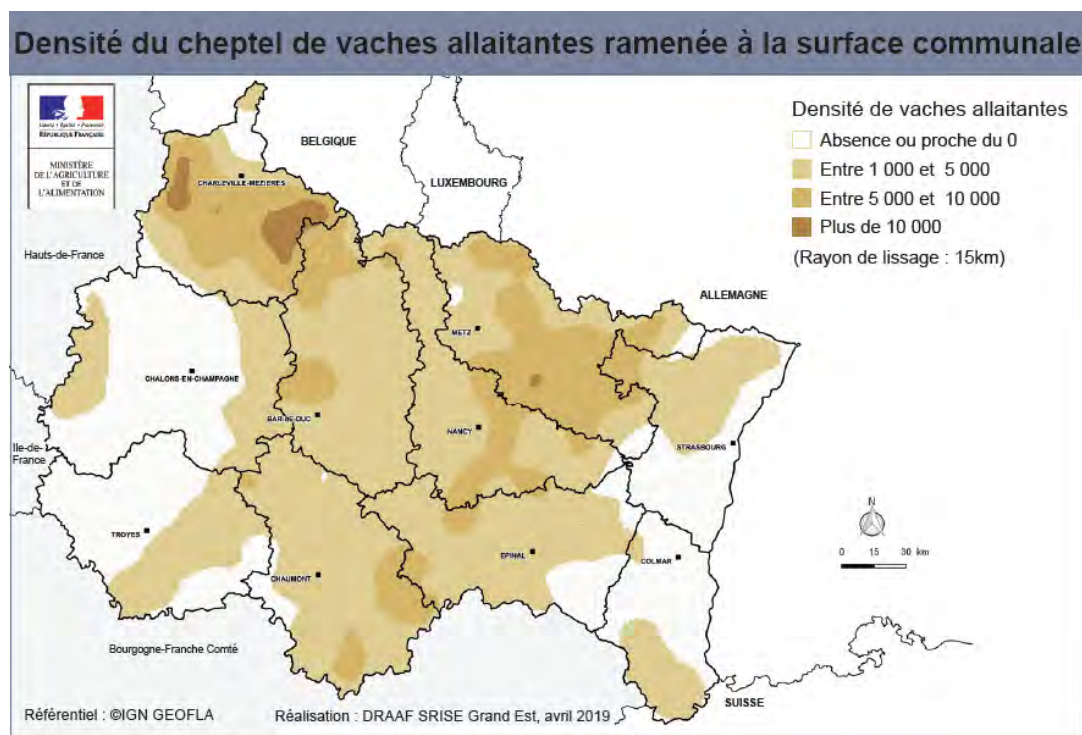 Densité du cheptel de vaches allaitantes ramenée à la surface communale
Liberté • Égalité • Fraternité
RÉPUBLIQUE FRANÇAISE
MINISTÈRE
DE L'AGRICULTURE
ET DE
L'ALIMENTATION
Densité de vaches allaitantes
Absence ou proche du 0
Entre 1 000 et 5 000
Entre 5 000 et 10 000
Plus de 10 000
(Rayon de lissage : 15km)
BELGIQUE
LUXEMBOURG
ALLEMAGNE
Hauts-de-France
CHARLEVILLE-MEZIERES
METZ
CHALONS-EN-CHAMPAGNE
BAR-LE-DUC
NANCY
STRASBOURG
Ile-de-
France
TROYES
CHAUMONT
EPINAL
COLMAR
N
0 15 30 km
Bourgogne-Franche Comté
SUISSE
Référentiel : ©IGN GEOFLA
Réalisation : DRAAF SRISE Grand Est, avril 2019